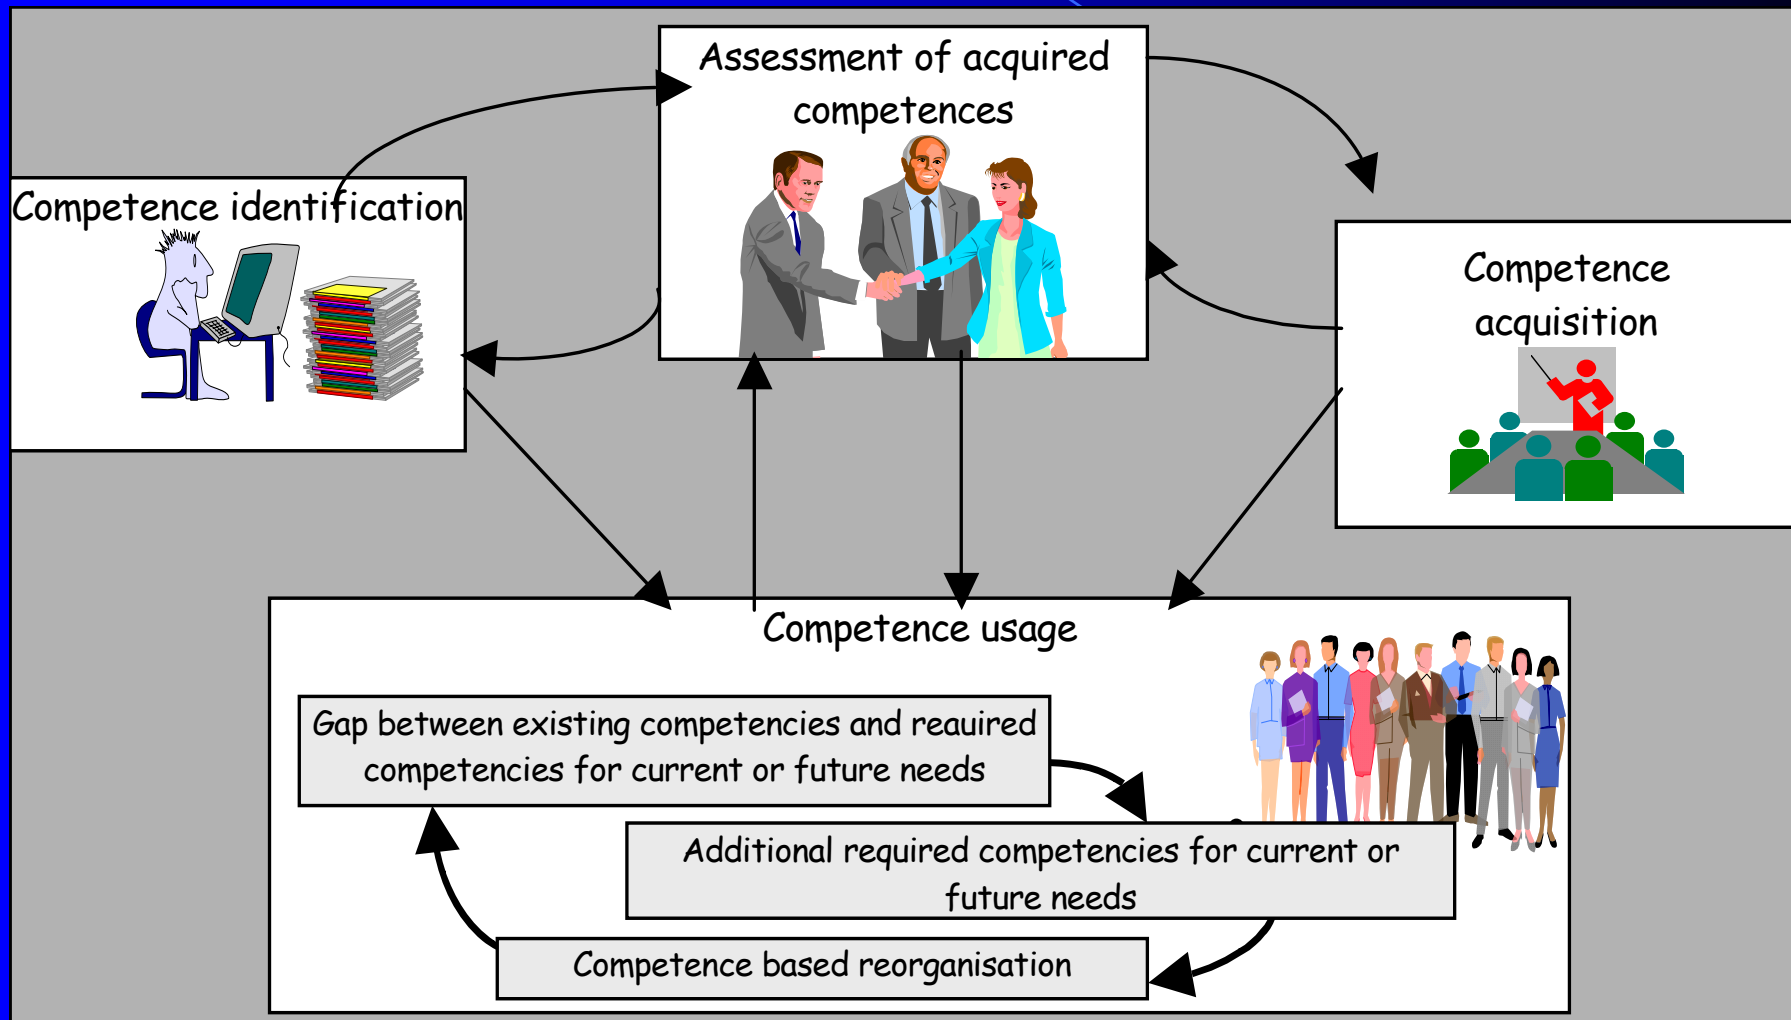 Assessment of acquired
competences
Competence identification
Competence
acquisition
Competence usage
Gap between existing competencies and reauired
competencies for current or future needs
Additional required competencies for current or
future needs
Competence based reorganisation